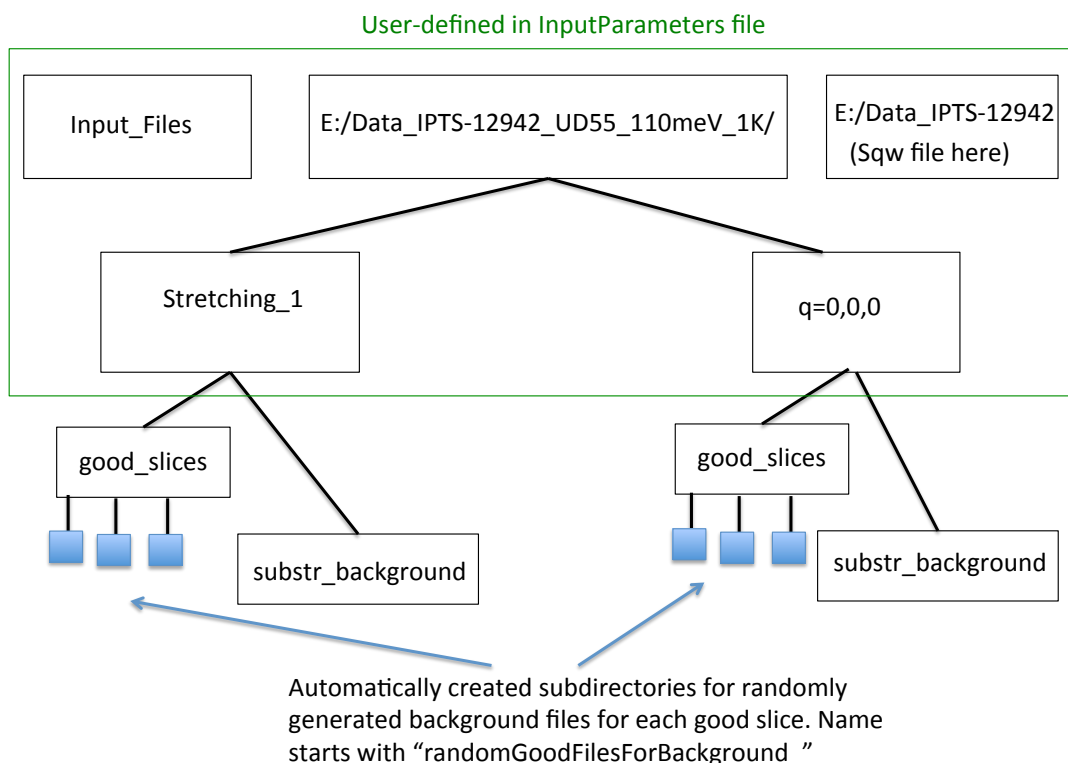 User-defined in InputParameters file
Input_Files
E:/Data_IPTS-12942_UD55_110meV_1K/
E:/Data_IPTS-12942
(Sqw file here)
Stretching_1
q=0,0,0
good_slices
good_slices
substr_background
substr_background
Automatically created subdirectories for randomly
generated background files for each good slice. Name
starts with “randomGoodFilesForBackground_”